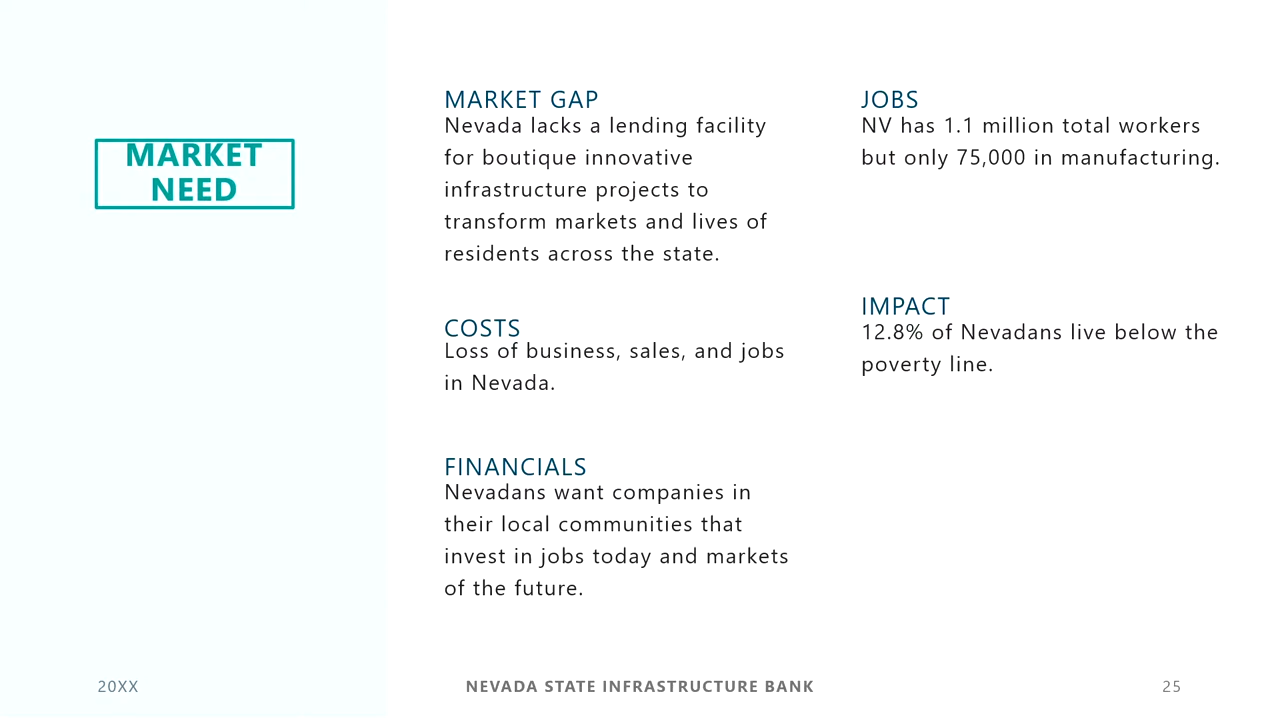 MARKET
NEED
MARKET GAP
Nevada lacks a lending facility
for boutique innovative
infrastructure projects to
transform markets and lives of
residents across the state.
COSTS
Loss of business, sales, and jobs
in Nevada.
FINANCIALS
Nevadans want companies in
their local communities that
invest in jobs today and markets
of the future.
JOBS
NV has 1.1 million total workers
but only 75,000 in manufacturing.
IMPACT
12.8% of Nevadans live below the
poverty line.
20XX
NEVADA STATE INFRASTRUCTURE BANK
25